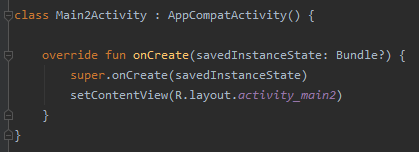 class Main2Activity : AppCompatActivity() {
override fun onCreate(savedInstanceState: Bundle?) {
super.onCreate(savedInstanceState)
setContentView(R.layout.activity_main2)
}
}